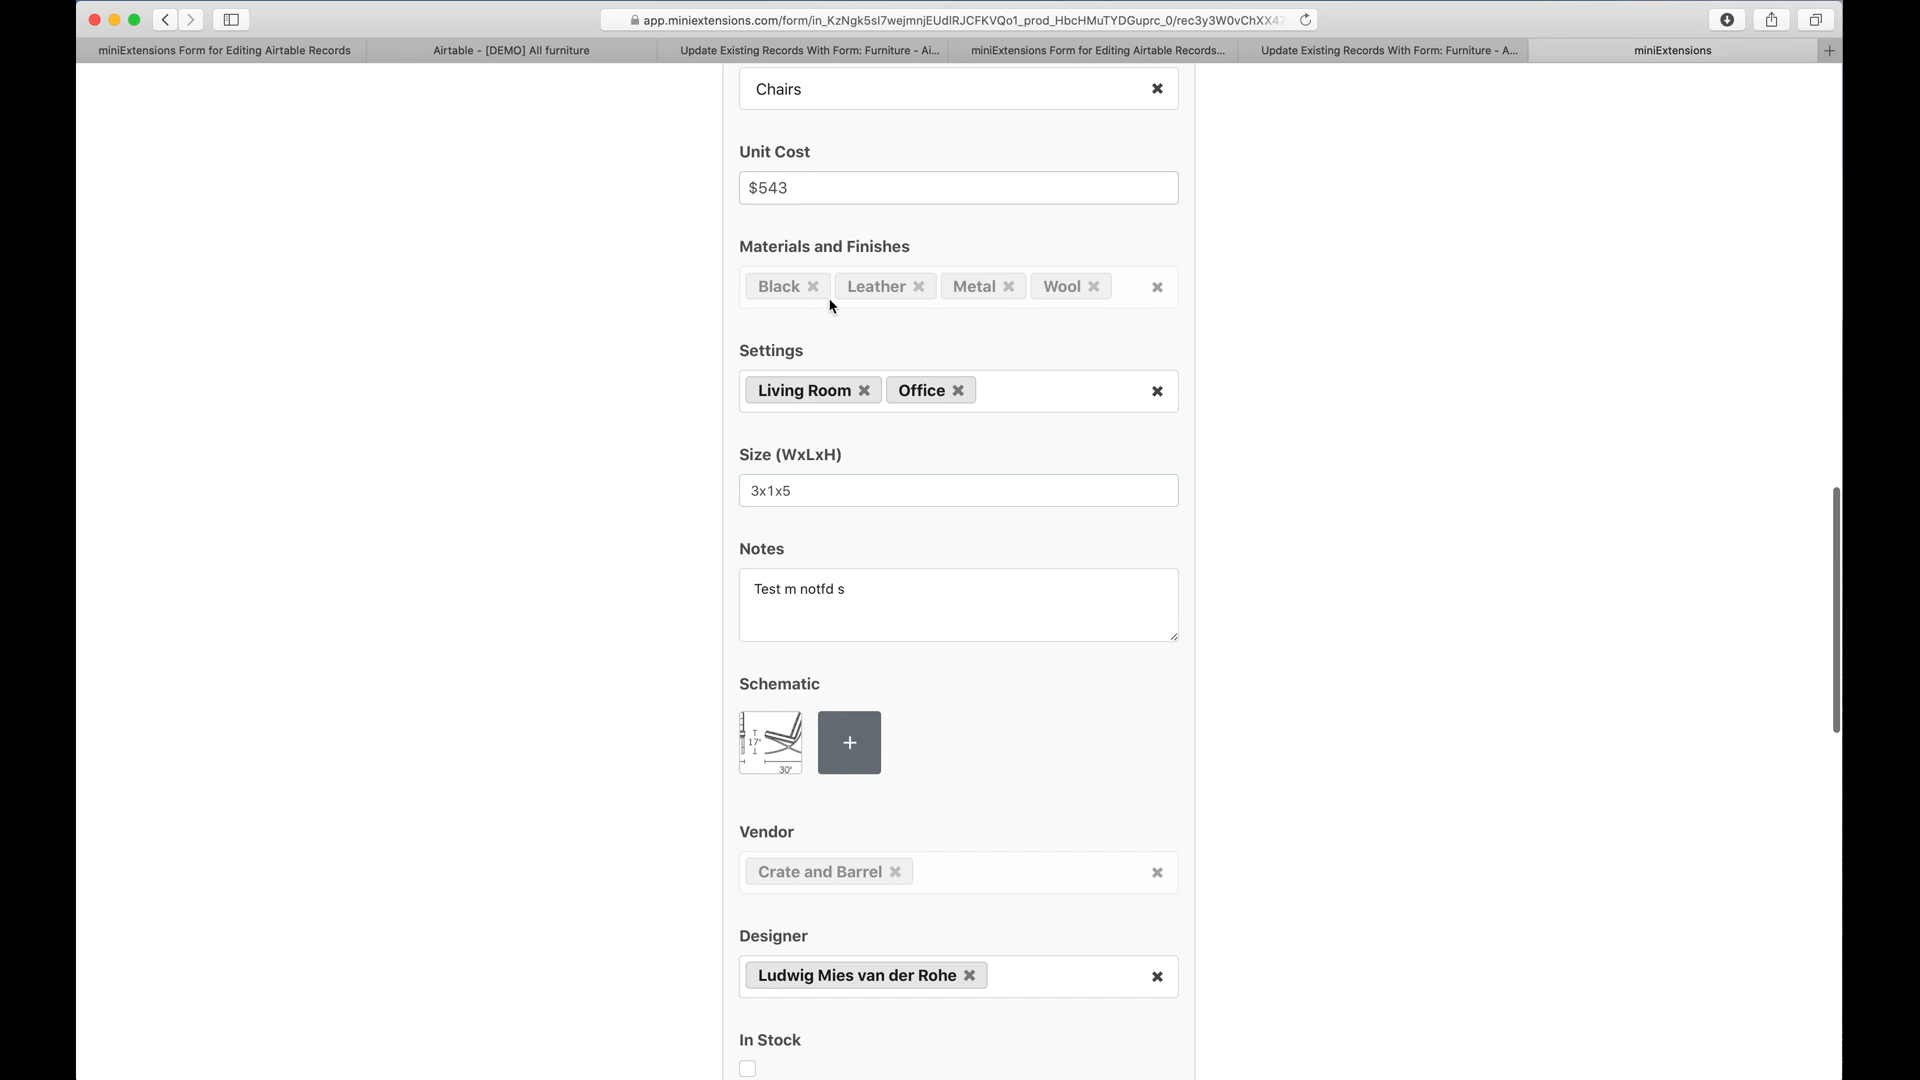 app.miniextensions.com/form/in_KzNgk5sI7wejmnjEUdIRJCFKVQo1_prod_HbcHMuTYDGuprc_0/rec3y3W0vChXX47
miniExtensions Form for Editing Airtable Records
Airtable - [DEMO] All furniture
Update Existing Records With Form: Furniture - Ai...
miniExtensions Form for Editing Airtable Records...
Update Existing Records With Form: Furniture - A...
miniExtensions
Chairs
Unit Cost
$543
Materials and Finishes
Black Leather Metal Wool
Settings
Living Room Office
Size (WxLxH)
3x1x5
Notes
Test m notfd s
Schematic
17"
30"
Vendor
Crate and Barrel
Designer
Ludwig Mies van der Rohe
In Stock